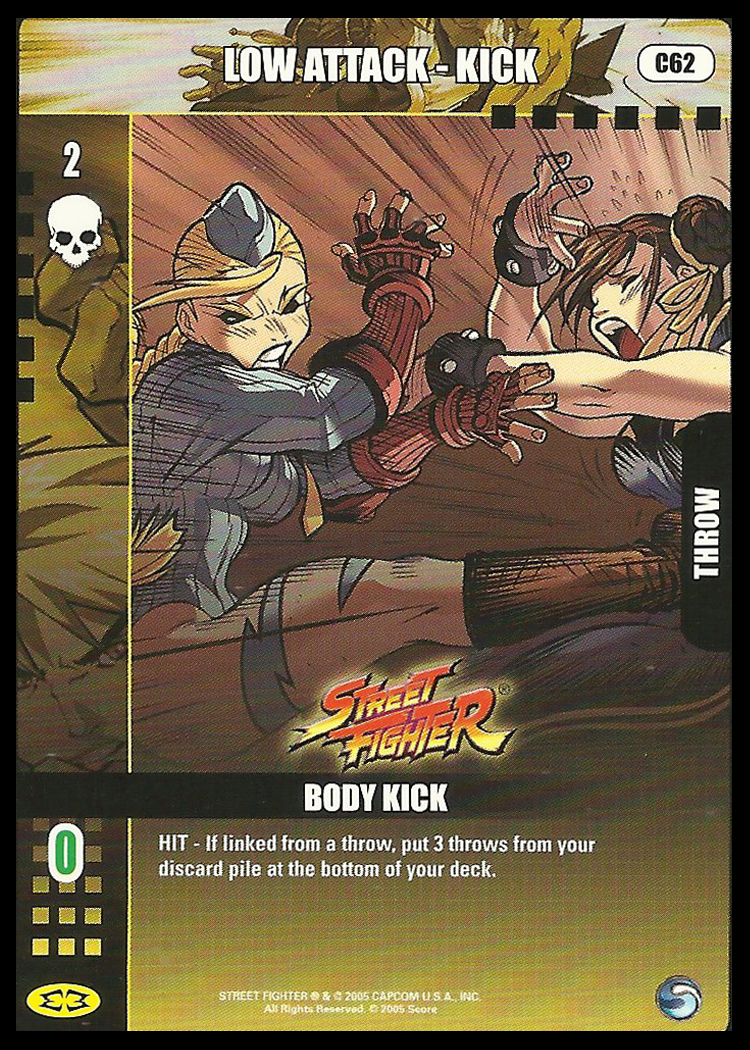 LOW ATTACK - KICK
C62
2
THROW
STREET
FIGHTER ®
BODY KICK
0
HIT - If linked from a throw, put 3 throws from your
discard pile at the bottom of your deck.
STREET FIGHTER ® & © 2005 CAPCOM U.S.A., INC.
All Rights Reserved. © 2005 Score